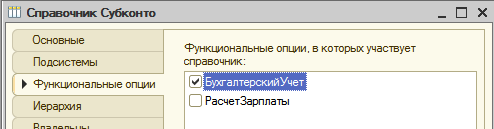 Справочник Субконто
Основные
Подсистемы
Функциональные опции
Иерархия
Владельцы
Функциональные опции, в которых участвует
справочник:
БухгалтерскийУчет
РасчетЗарплаты